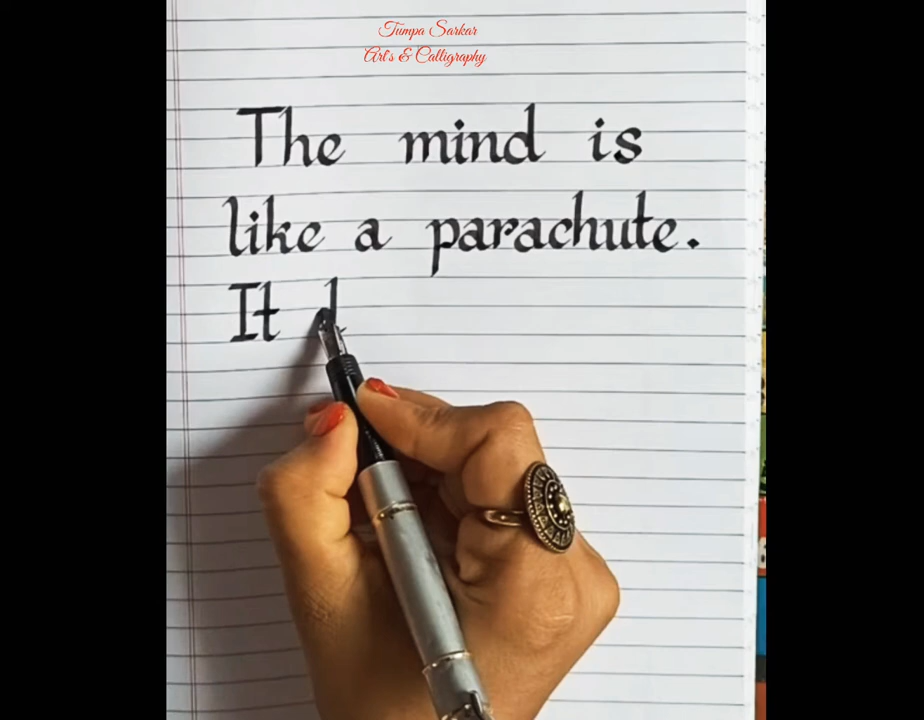 Tumpa Sarkar
Art's & Calligraphy
The mind is
like a parachute.
It d